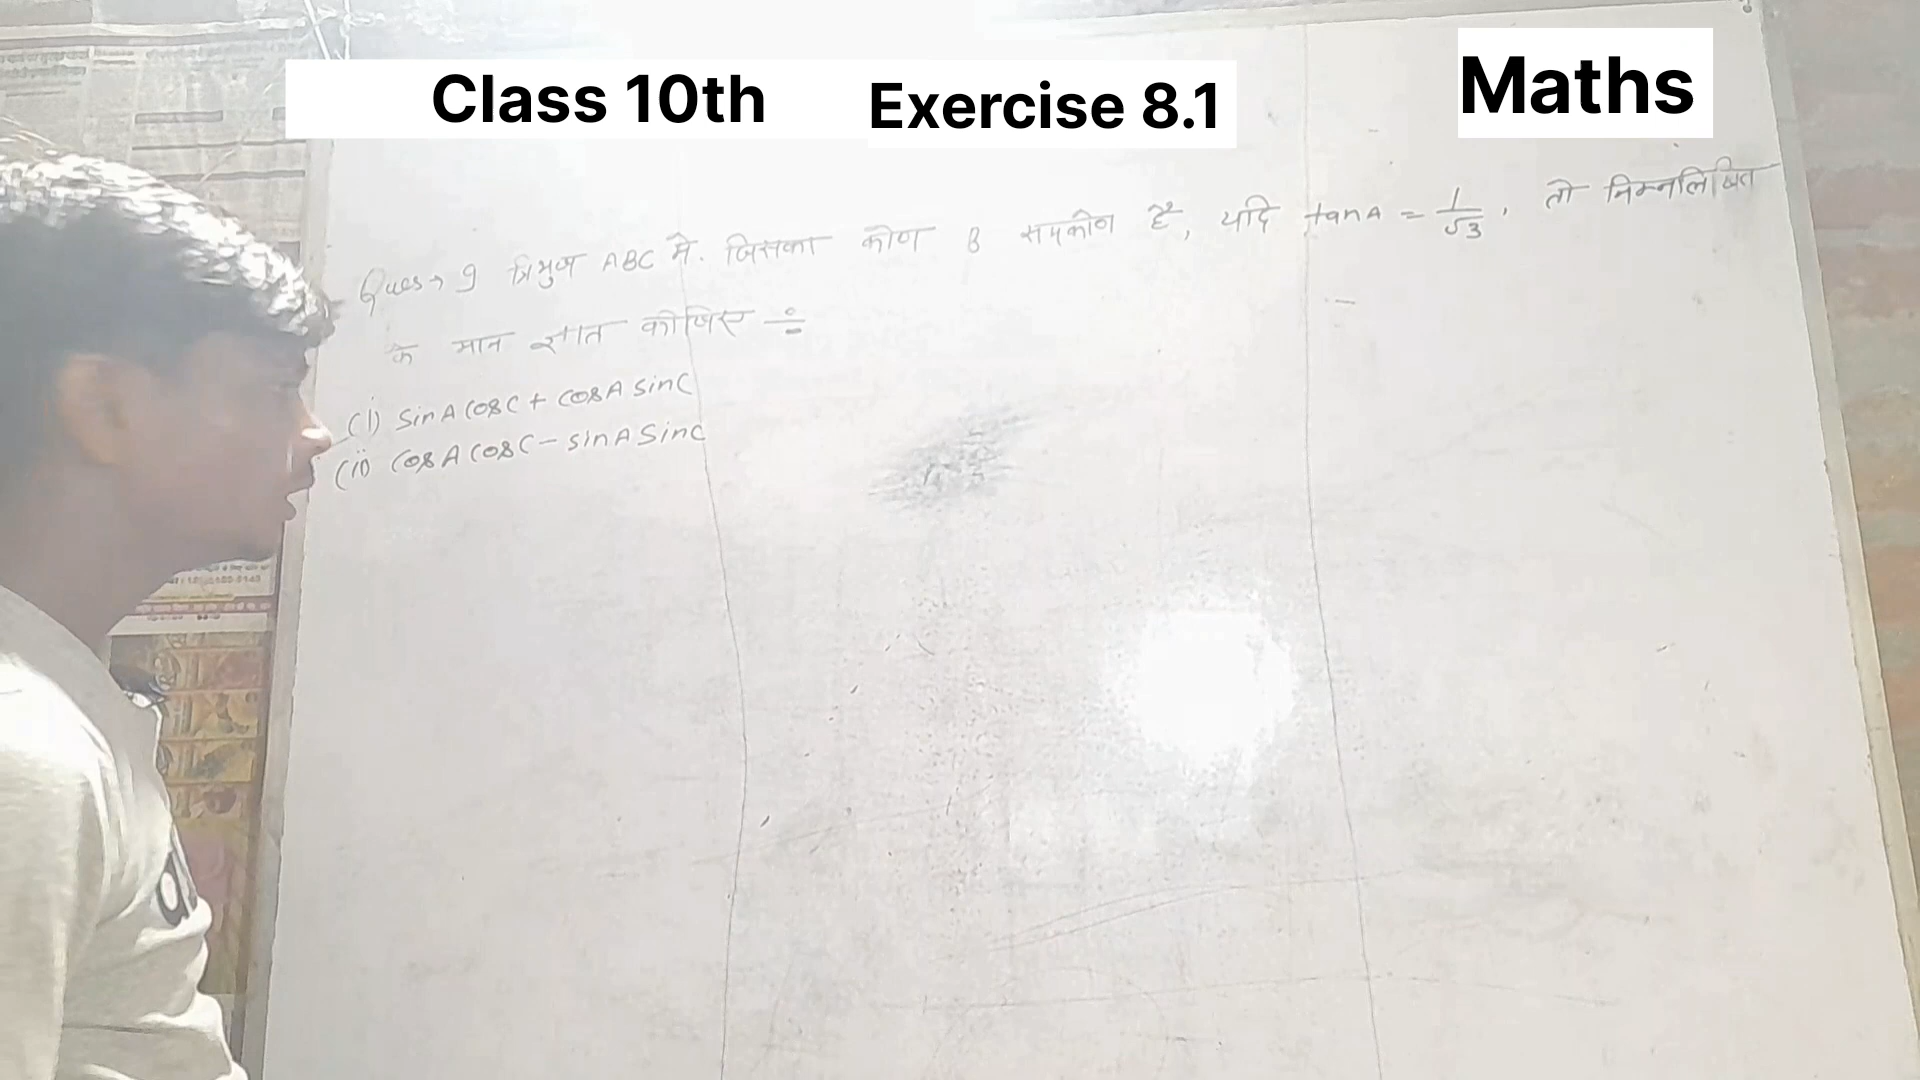 Class 10th Exercise 8.1 Maths
Ques→ 9 त्रिभुज ABC में. जिसका कोण B समकोण है, यदि tanA = 1/√3, तो निम्नलिखित
के मान ज्ञात कीजिए ÷
(i) sinA cosC + cosA sinC
(ii) cosA cosC - sinA sinC